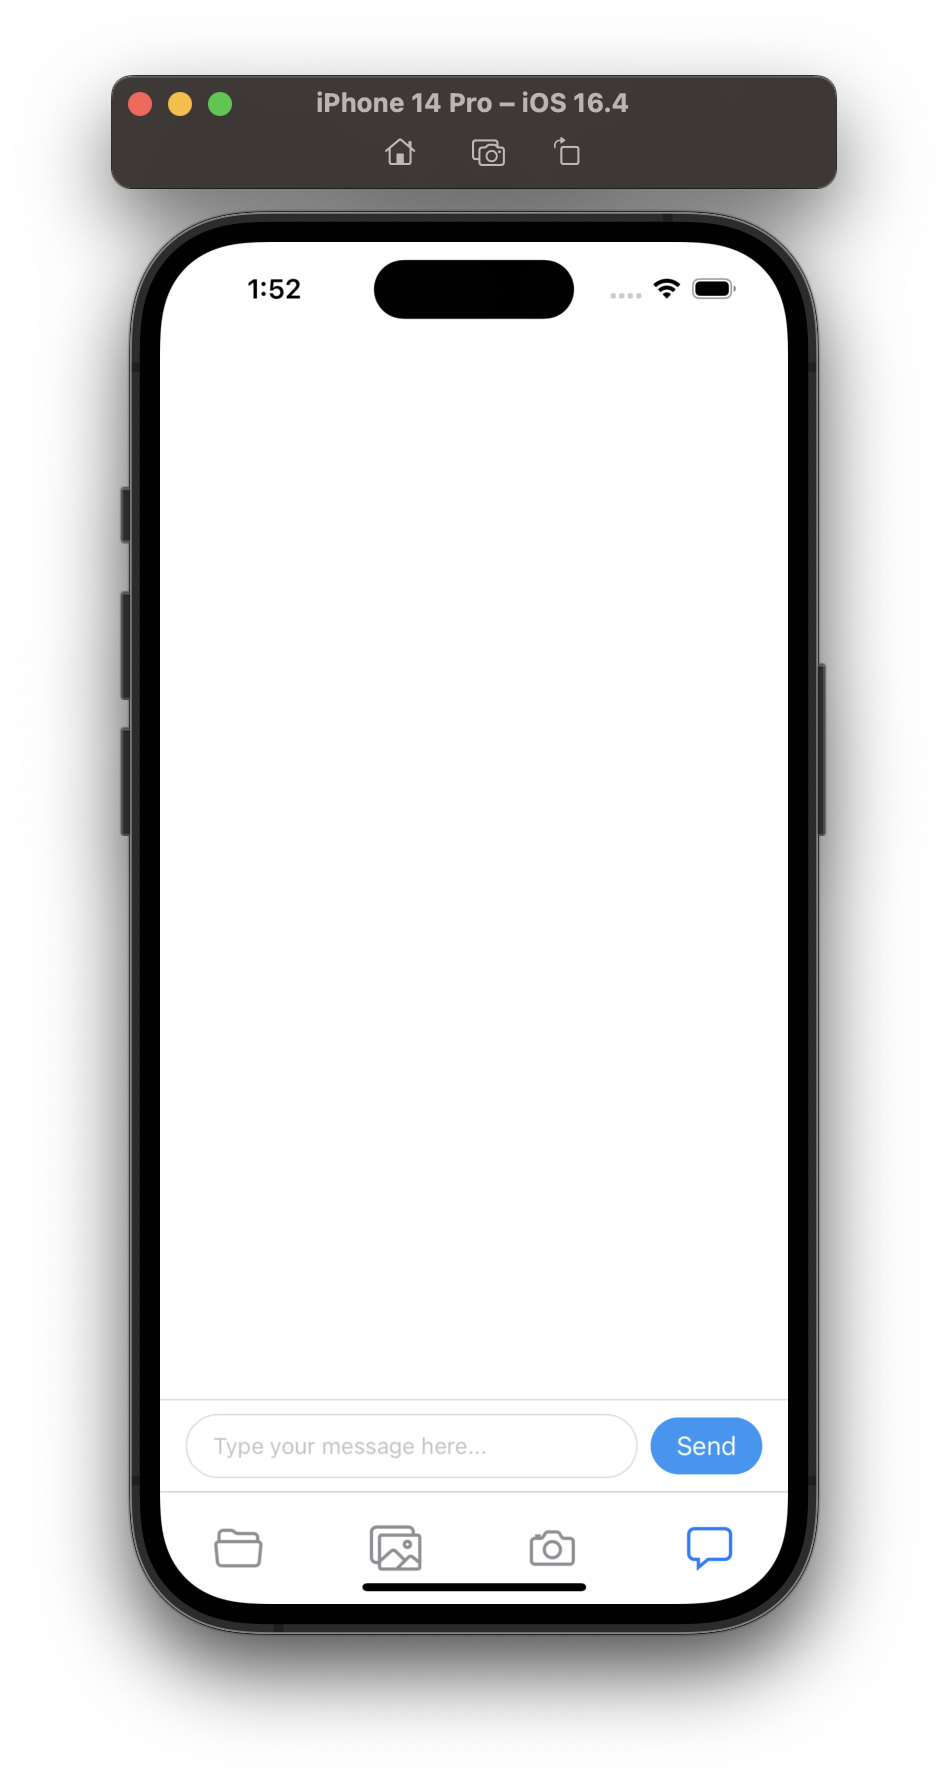 iPhone 14 Pro – iOS 16.4
1:52
Type your message here...
Send